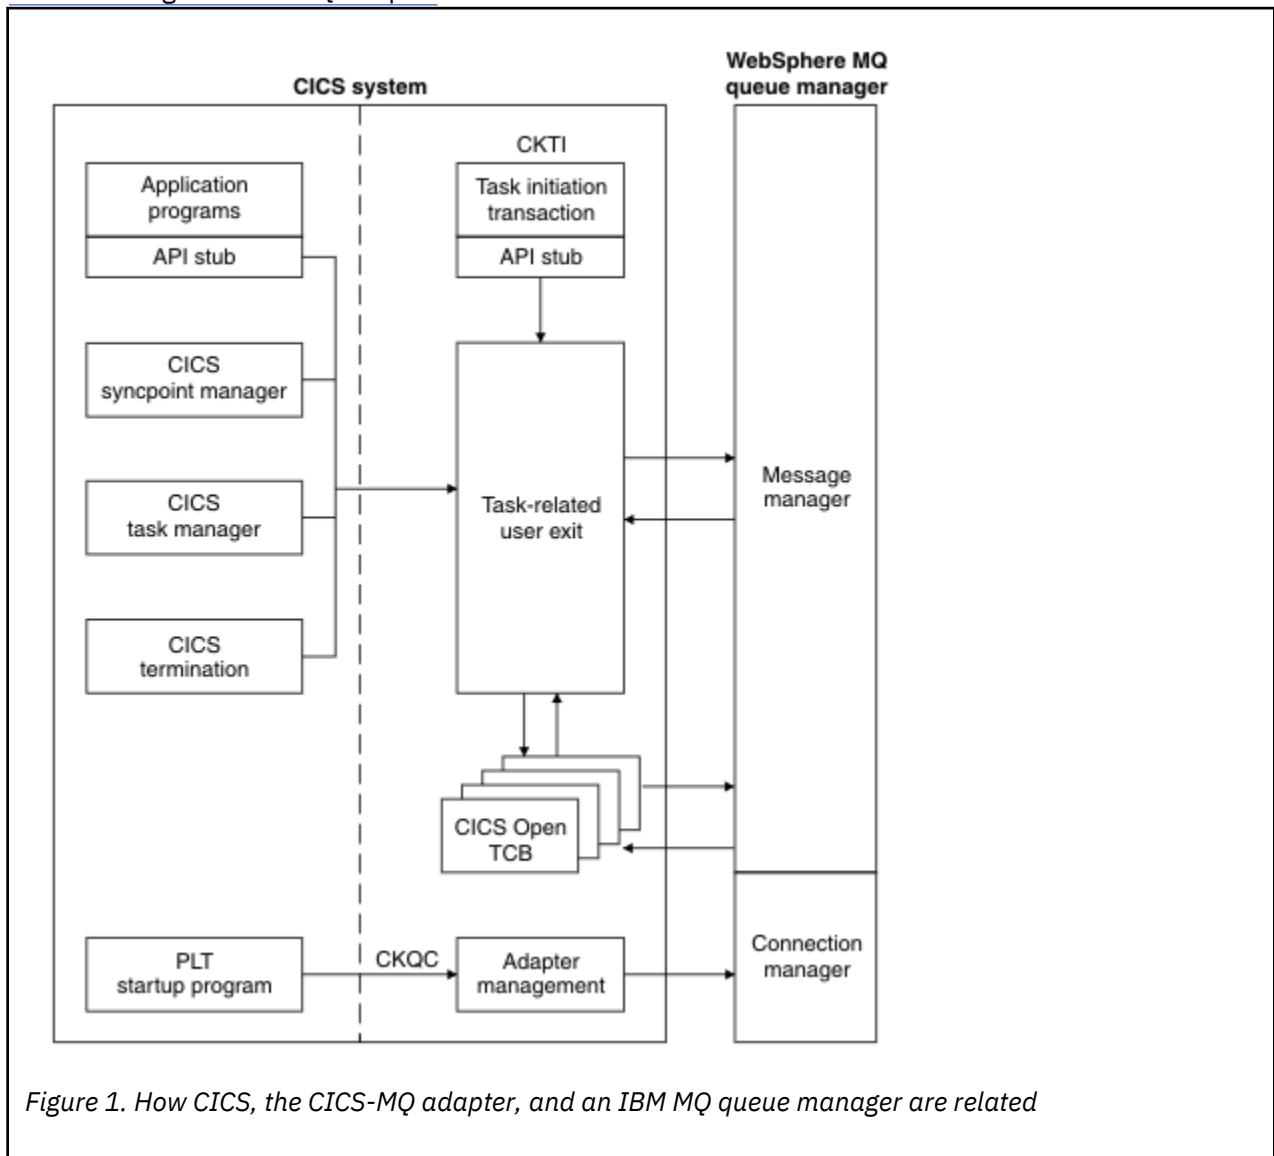 WebSphere MQ
queue manager
CICS system
CKTI
Application
programs
API stub
Task initiation
transaction
API stub
CICS
syncpoint manager
CICS
task manager
CICS
termination
Task-related
user exit
Message
manager
CICS Open
TCB
PLT
startup program
CKQC
Adapter
management
Connection
manager
Figure 1. How CICS, the CICS-MQ adapter, and an IBM MQ queue manager are related